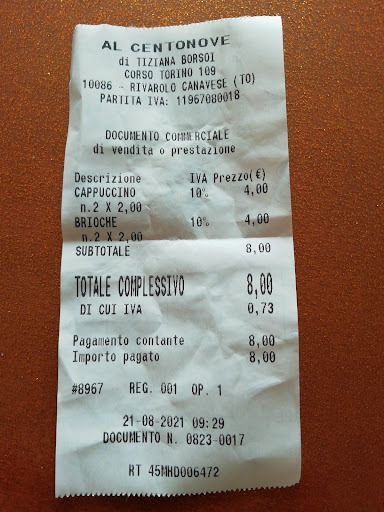 AL CENTONOVE
di TIZIANA BORSOI
CORSO TORINO 109
10086 - RIVAROLO CANAVESE (TO)
PARTITA IVA: 11967080018
DOCUMENTO COMMERCIALE
di vendita o prestazione
Descrizione IVA Prezzo(€)
CAPPUCCINO 10% 4,00
n.2 X 2,00
BRIOCHE 10% 4,00
n.2 X 2,00
SUBTOTALE 8,00
TOTALE COMPLESSIVO 8,00
DI CUI IVA 0,73
Pagamento contante 8,00
Importo pagato 8,00
#8967 REG. 001 OP. 1
21-08-2021 09:29
DOCUMENTO N. 0823-0017
RT 45MHD006472